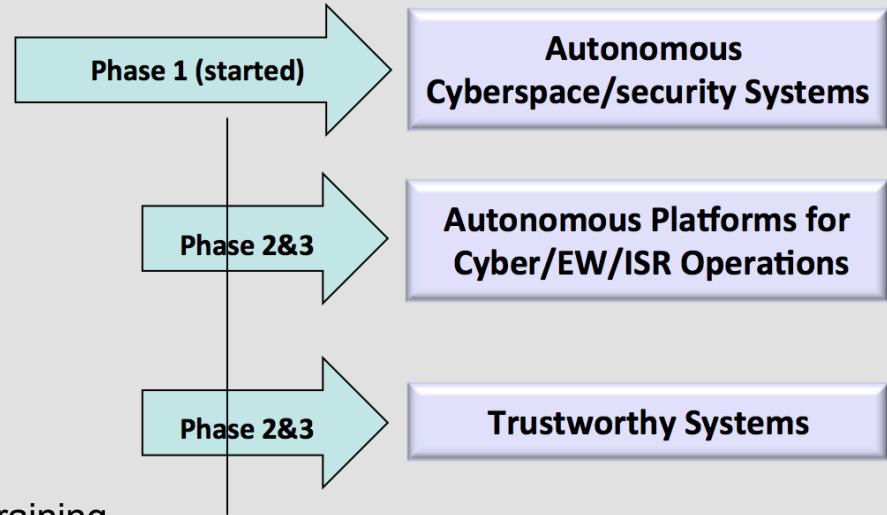 Phase 1 (started)
Autonomous
Cyberspace/security Systems
Phase 2&3
Autonomous Platforms for
Cyber/EW/ISR Operations
Phase 2&3
Trustworthy Systems
raining